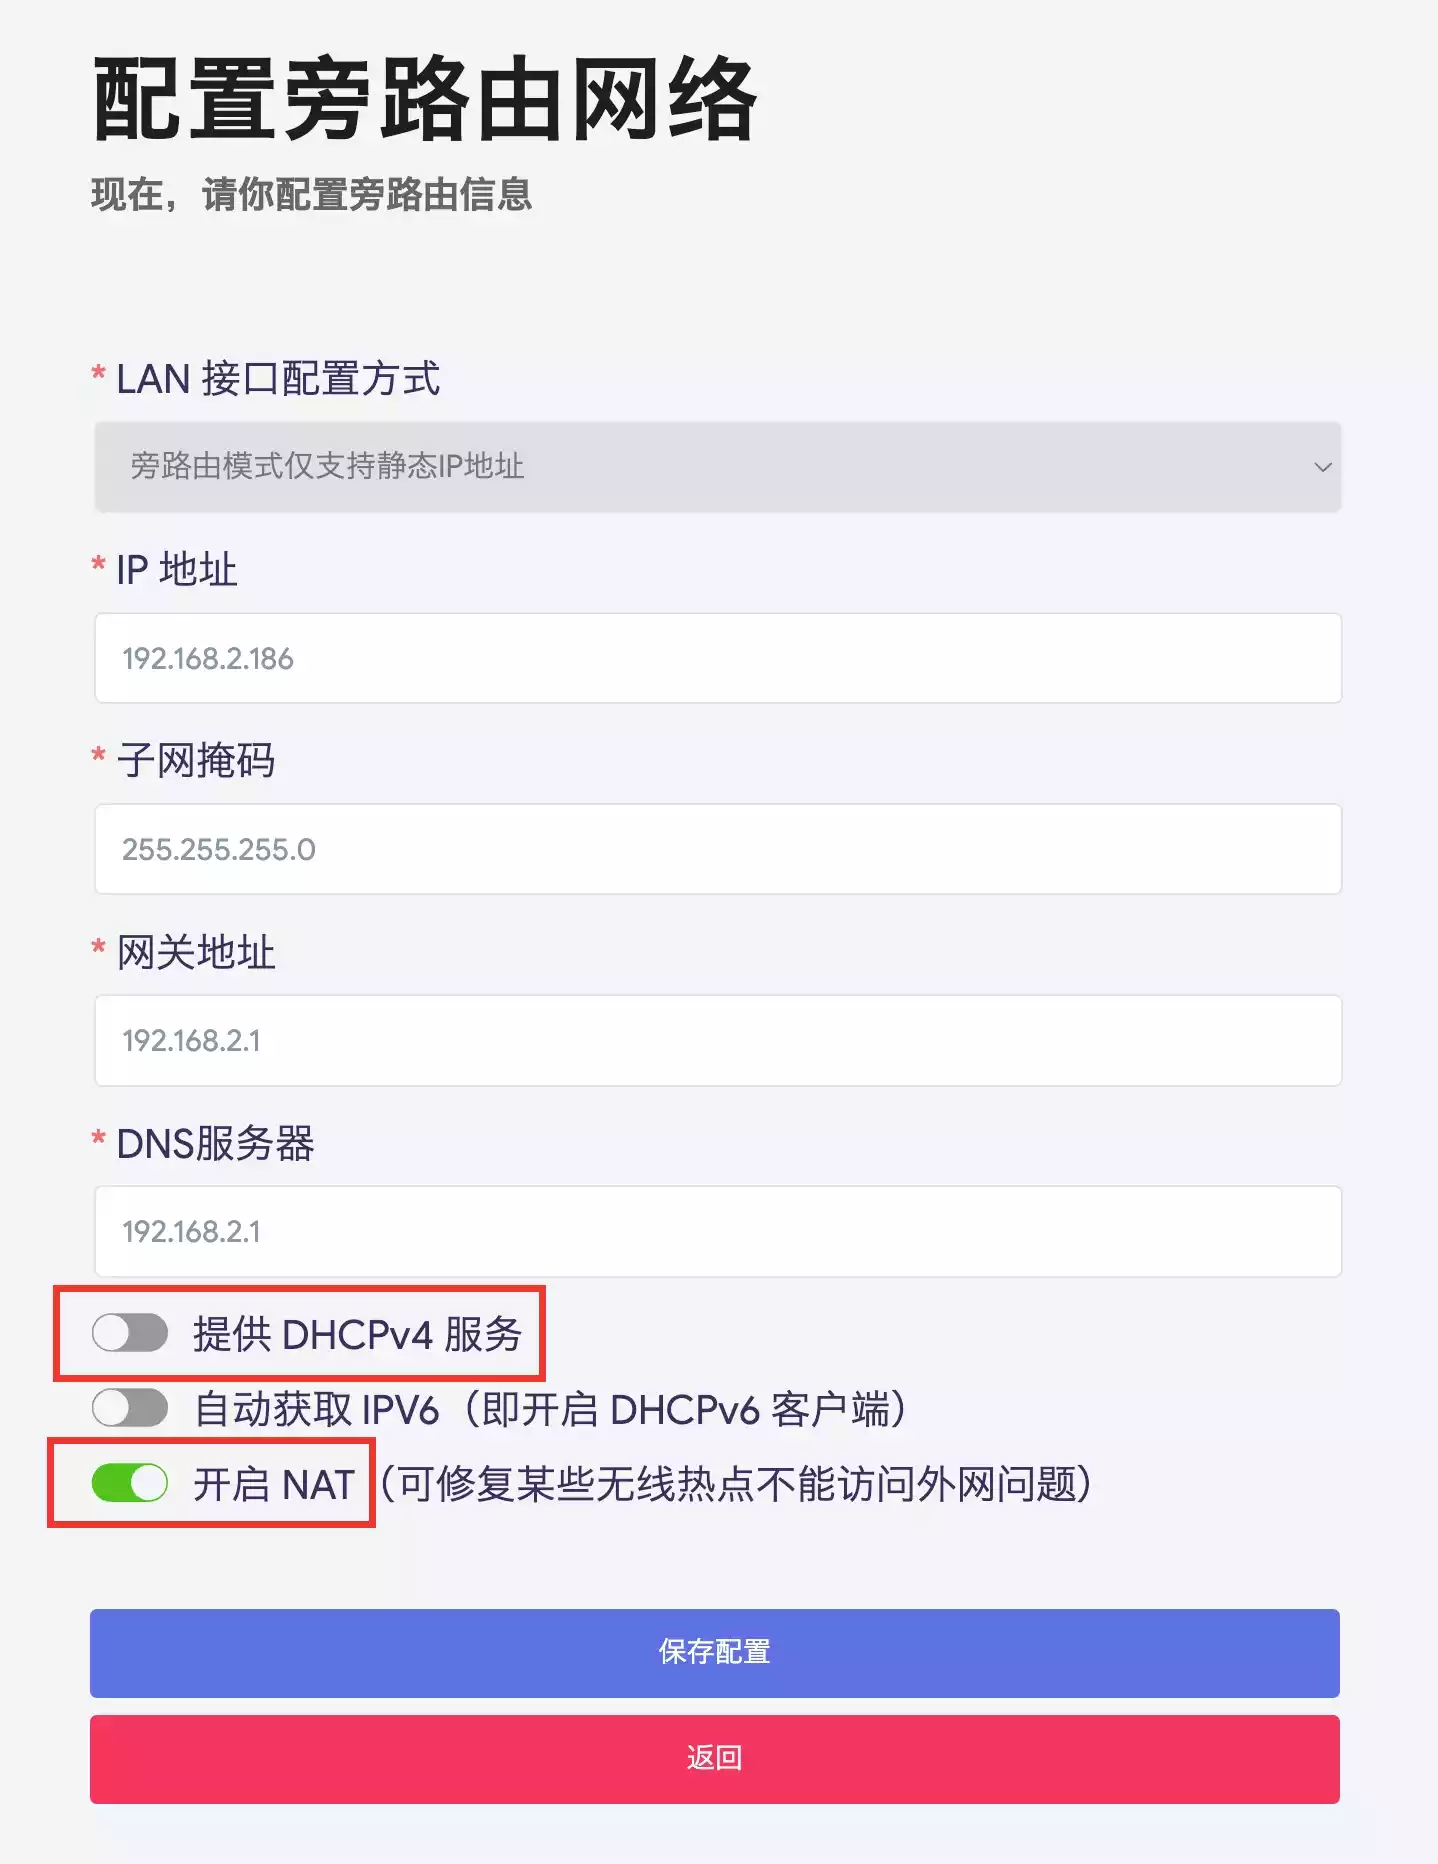 配置旁路由网络
现在，请你配置旁路由信息
* LAN 接口配置方式
旁路由模式仅支持静态IP地址
* IP 地址
192.168.2.186
* 子网掩码
255.255.255.0
* 网关地址
192.168.2.1
* DNS服务器
192.168.2.1
提供 DHCPv4 服务
自动获取 IPV6（即开启 DHCPv6 客户端）
开启 NAT（可修复某些无线热点不能访问外网问题）
保存配置
返回